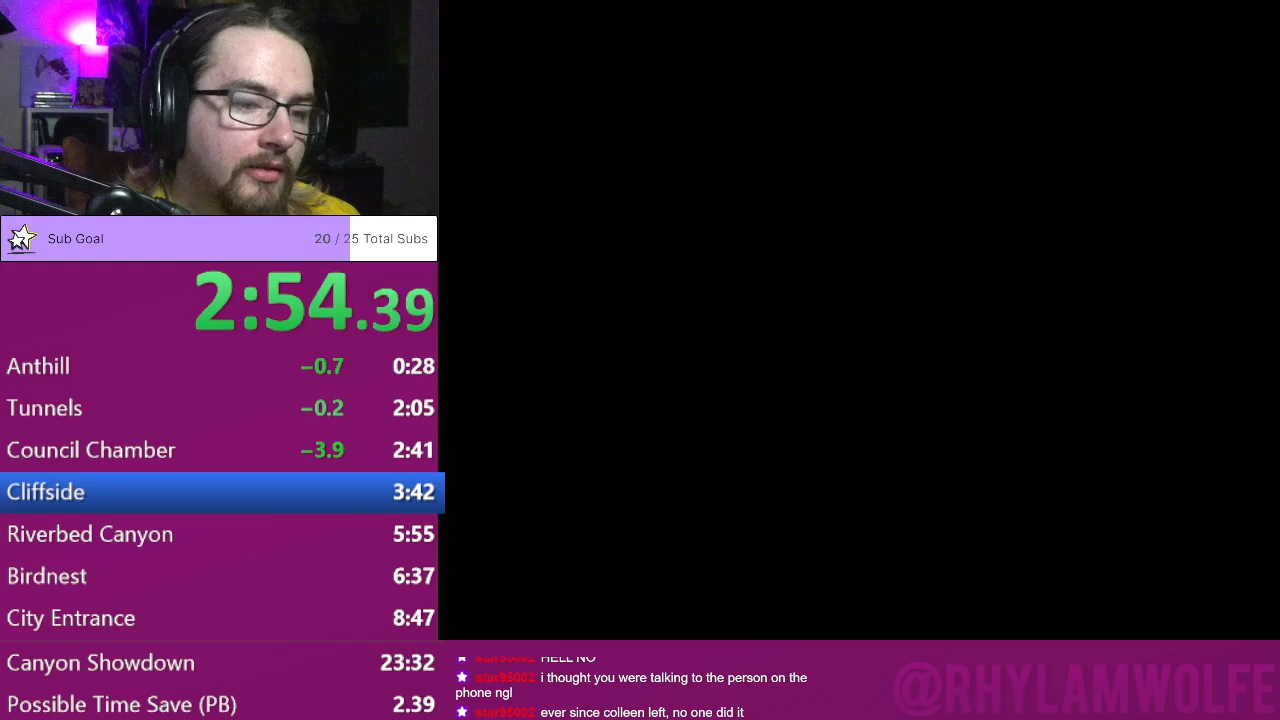 Sub Goal 20 / 25 Total Subs
2:54.39
Anthill −0.7 0:28
Tunnels −0.2 2:05
Council Chamber −3.9 2:41
Cliffside 3:42
Riverbed Canyon 5:55
Birdnest 6:37
City Entrance 8:47
Canyon Showdown 23:32
Possible Time Save (PB) 2.39
star95002 HELL NO
star95002 i thought you were talking to the person on the
phone ngl
star95002 ever since colleen left, no one did it
@RHYLAMWOLFE